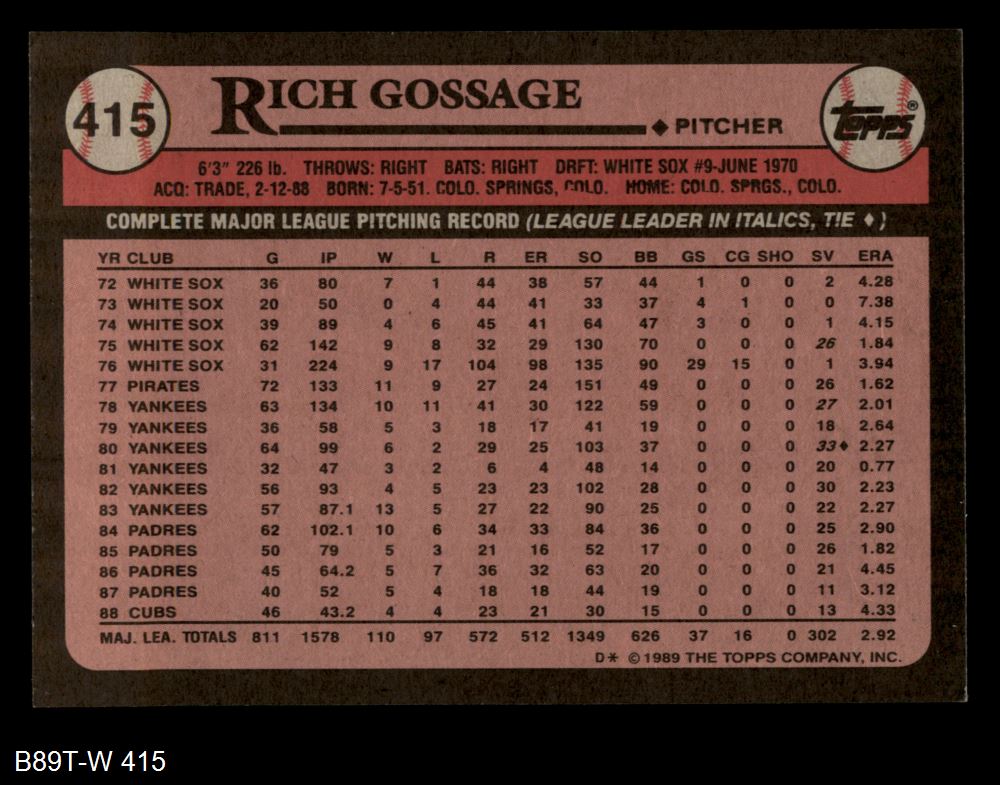 415
RICH GOSSAGE
◆ PITCHER
TOPPS®
6'3" 226 lb. THROWS: RIGHT BATS: RIGHT DRFT: WHITE SOX #9-JUNE 1970
ACQ: TRADE, 2-12-88 BORN: 7-5-51. COLO. SPRINGS, COLO. HOME: COLO. SPRGS., COLO.
COMPLETE MAJOR LEAGUE PITCHING RECORD (LEAGUE LEADER IN ITALICS, TIE ♦ )
YR CLUB G IP W L R ER SO BB GS CG SHO SV ERA
72 WHITE SOX 36 80 7 1 44 38 57 44 1 0 0 2 4.28
73 WHITE SOX 20 50 0 4 44 41 33 37 4 1 0 0 7.38
74 WHITE SOX 39 89 4 6 45 41 64 47 3 0 0 1 4.15
75 WHITE SOX 62 142 9 8 32 29 130 70 0 0 0 26 1.84
76 WHITE SOX 31 224 9 17 104 98 135 90 29 15 0 1 3.94
77 PIRATES 72 133 11 9 27 24 151 49 0 0 0 26 1.62
78 YANKEES 63 134 10 11 41 30 122 59 0 0 0 27 2.01
79 YANKEES 36 58 5 3 18 17 41 19 0 0 0 18 2.64
80 YANKEES 64 99 6 2 29 25 103 37 0 0 0 33♦ 2.27
81 YANKEES 32 47 3 2 6 4 48 14 0 0 0 20 0.77
82 YANKEES 56 93 4 5 23 23 102 28 0 0 0 30 2.23
83 YANKEES 57 87.1 13 5 27 22 90 25 0 0 0 22 2.27
84 PADRES 62 102.1 10 6 34 33 84 36 0 0 0 25 2.90
85 PADRES 50 79 5 3 21 16 52 17 0 0 0 26 1.82
86 PADRES 45 64.2 5 7 36 32 63 20 0 0 0 21 4.45
87 PADRES 40 52 5 4 18 18 44 19 0 0 0 11 3.12
88 CUBS 46 43.2 4 4 23 21 30 15 0 0 0 13 4.33
MAJ. LEA. TOTALS 811 1578 110 97 572 512 1349 626 37 16 0 302 2.92
D* © 1989 THE TOPPS COMPANY, INC.
B89T-W 415